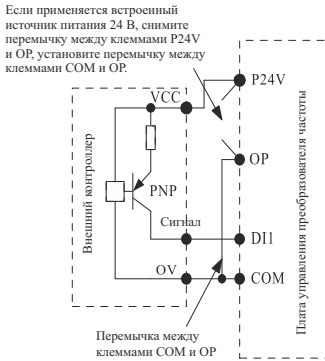 Если применяется встроенный
источник питания 24 В, снимите
перемычку между клеммами P24V
и OP, установите перемычку между
клеммами COM и OP.
VCC
P24V
OP
PNP
Сигнал
DI1
OV
COM
Внешний контроллер
Плата управления преобразователя частоты
Перемычка между
клеммами COM и OP